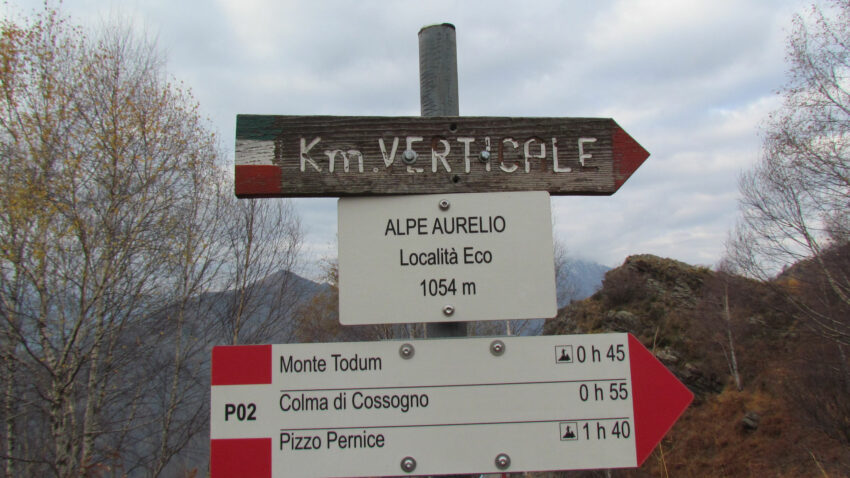 Km. VERTICALE
ALPE AURELIO
Località Eco
1054 m
Monte Todum 0 h 45
P02 Colma di Cossogno 0 h 55
Pizzo Pernice 1 h 40